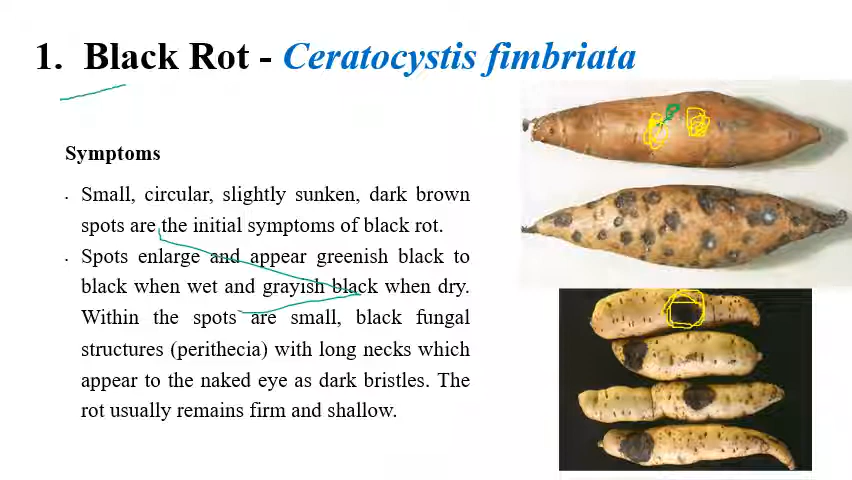 1. Black Rot - Ceratocystis fimbriata
Symptoms
· Small, circular, slightly sunken, dark brown
spots are the initial symptoms of black rot.
· Spots enlarge and appear greenish black to
black when wet and grayish black when dry.
Within the spots are small, black fungal
structures (perithecia) with long necks which
appear to the naked eye as dark bristles. The
rot usually remains firm and shallow.